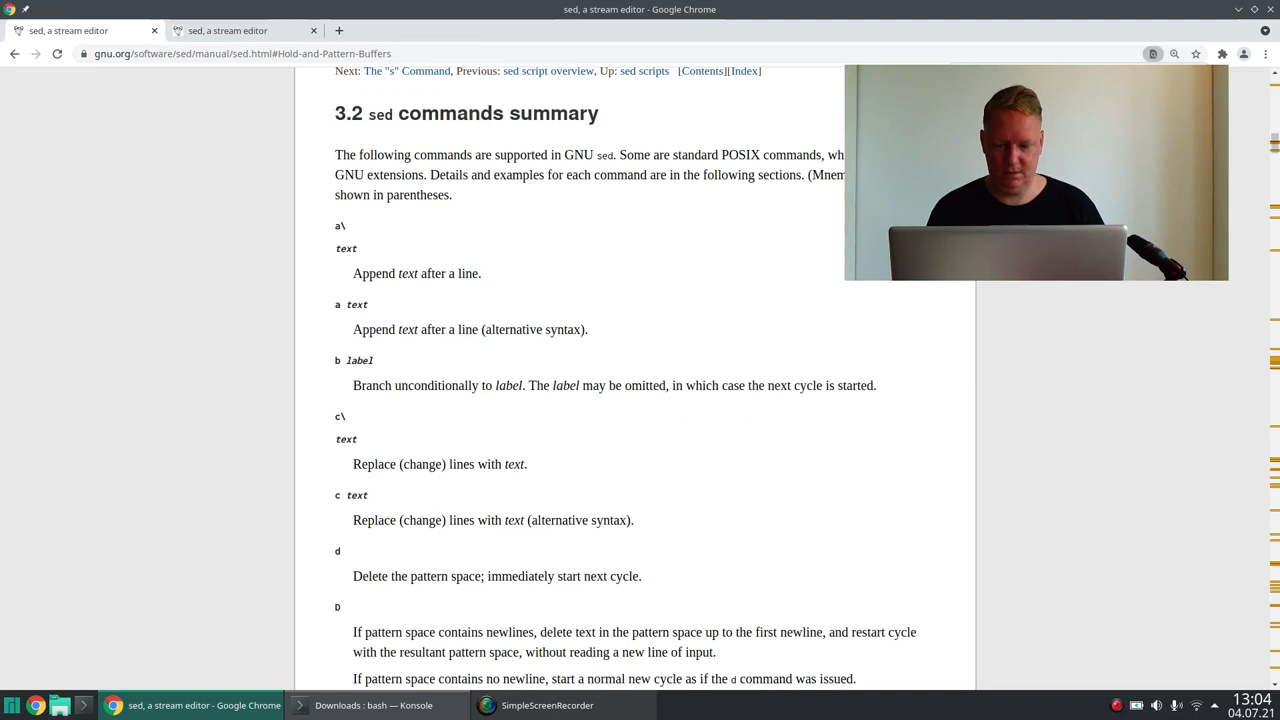 sed, a stream editor - Google Chrome
sed, a stream editor
sed, a stream editor
gnu.org/software/sed/manual/sed.html#Hold-and-Pattern-Buffers
Next: The "s" Command, Previous: sed script overview, Up: sed scripts [Contents][Index]
3.2 sed commands summary
The following commands are supported in GNU sed. Some are standard POSIX commands, wh
GNU extensions. Details and examples for each command are in the following sections. (Mnem
shown in parentheses.
a\
text
Append text after a line.
a text
Append text after a line (alternative syntax).
b label
Branch unconditionally to label. The label may be omitted, in which case the next cycle is started.
c\
text
Replace (change) lines with text.
c text
Replace (change) lines with text (alternative syntax).
d
Delete the pattern space; immediately start next cycle.
D
If pattern space contains newlines, delete text in the pattern space up to the first newline, and restart cycle
with the resultant pattern space, without reading a new line of input.
If pattern space contains no newline, start a normal new cycle as if the d command was issued.
sed, a stream editor - Google Chrome
Downloads : bash — Konsole
SimpleScreenRecorder
13:04
04.07.21